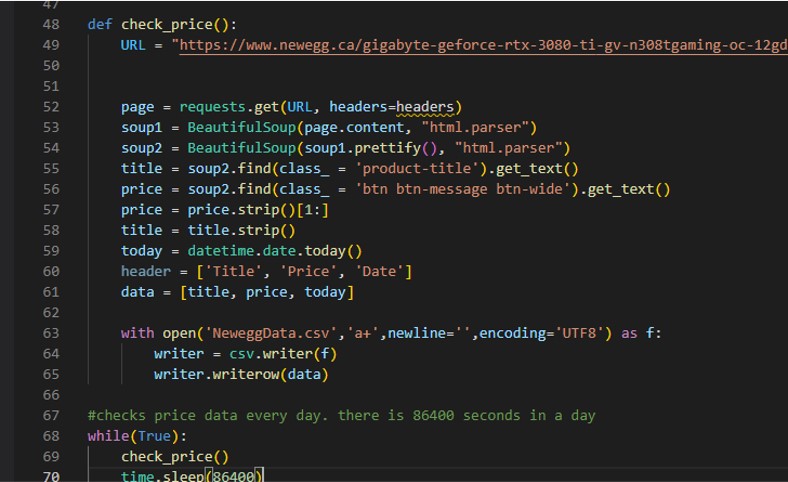 47
48 def check_price():
49     URL = "https://www.newegg.ca/gigabyte-geforce-rtx-3080-ti-gv-n308tgaming-oc-12gd
50
51
52     page = requests.get(URL, headers=headers)
53     soup1 = BeautifulSoup(page.content, "html.parser")
54     soup2 = BeautifulSoup(soup1.prettify(), "html.parser")
55     title = soup2.find(class_ = 'product-title').get_text()
56     price = soup2.find(class_ = 'btn btn-message btn-wide').get_text()
57     price = price.strip()[1:]
58     title = title.strip()
59     today = datetime.date.today()
60     header = ['Title', 'Price', 'Date']
61     data = [title, price, today]
62
63     with open('NeweggData.csv','a+',newline='',encoding='UTF8') as f:
64         writer = csv.writer(f)
65         writer.writerow(data)
66
67 #checks price data every day. there is 86400 seconds in a day
68 while(True):
69     check_price()
70     time.sleep(86400)